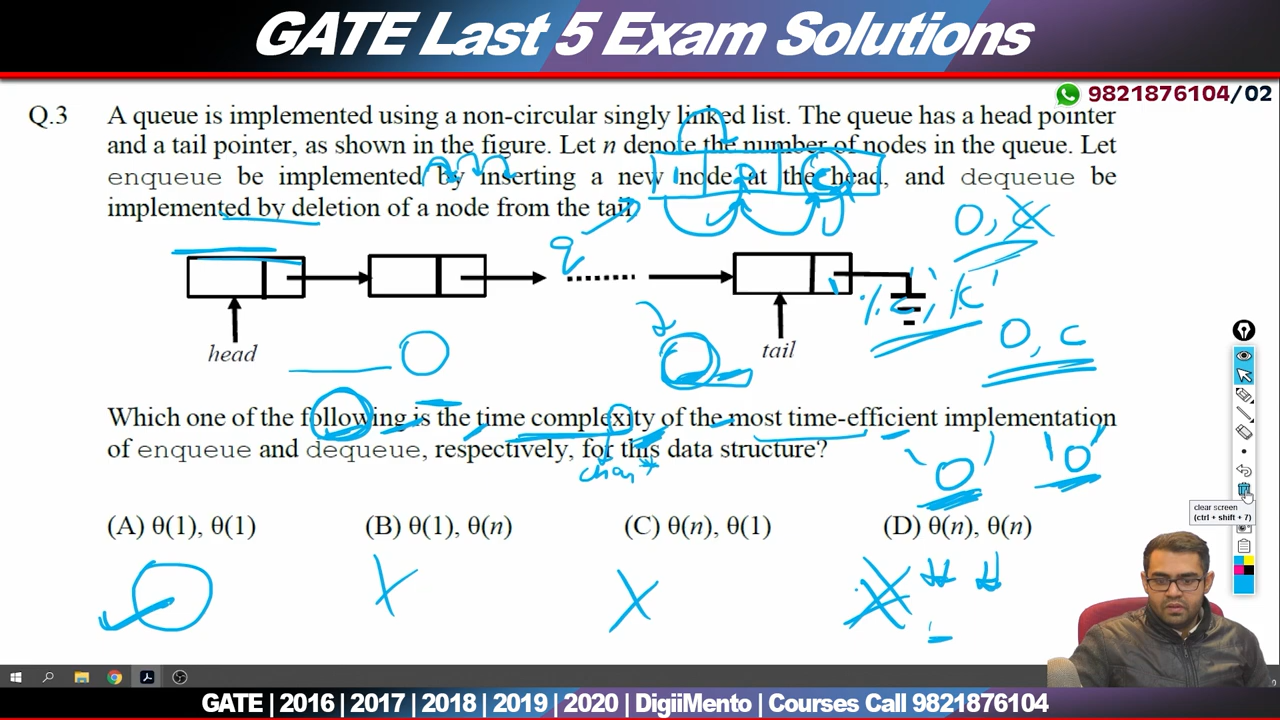 GATE Last 5 Exam Solutions
9821876104/02
Q.3 A queue is implemented using a non-circular singly linked list. The queue has a head pointer
and a tail pointer, as shown in the figure. Let n denote the number of nodes in the queue. Let
enqueue be implemented by inserting a new node at the head, and dequeue be
implemented by deletion of a node from the tail.
q
0, c
head
tail
0, c
Which one of the following is the time complexity of the most time-efficient implementation
of enqueue and dequeue, respectively, for this data structure?
char *
'0' '0'
clear screen
(ctrl + shift + 7)
(A) θ(1), θ(1) (B) θ(1), θ(n) (C) θ(n), θ(1) (D) θ(n), θ(n)
GATE | 2016 | 2017 | 2018 | 2019 | 2020 | DigiiMento | Courses Call 9821876104